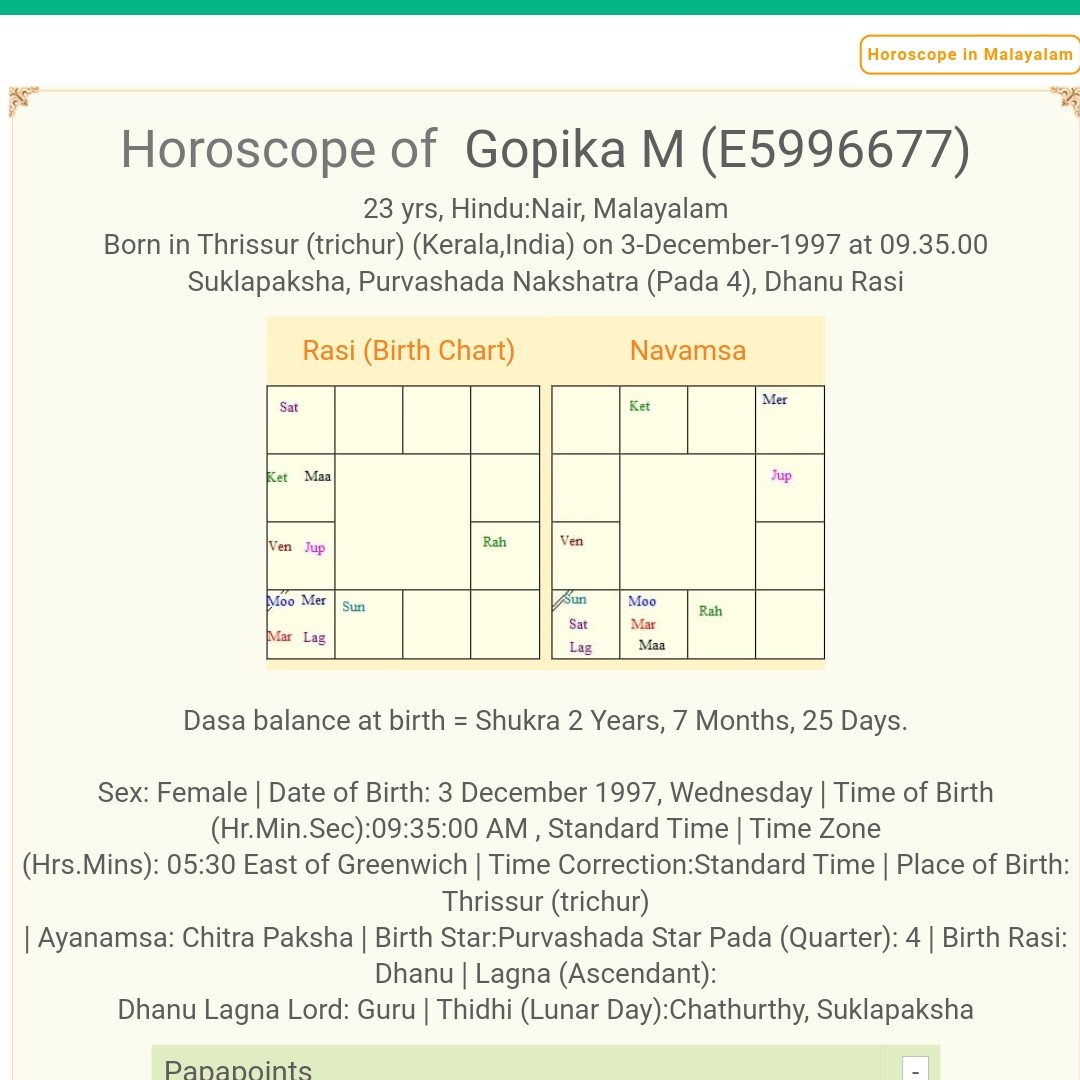 Horoscope in Malayalam
Horoscope of Gopika M (E5996677)
23 yrs, Hindu:Nair, Malayalam
Born in Thrissur (trichur) (Kerala,India) on 3-December-1997 at 09.35.00
Suklapaksha, Purvashada Nakshatra (Pada 4), Dhanu Rasi
Rasi (Birth Chart)
Navamsa
Sat
Ket Maa
Ven Jup
Rah
Moo Mer
Sun
Mar Lag
Ket
Mer
Jup
Ven
Sun
Moo
Rah
Sat
Mar
Lag
Maa
Dasa balance at birth = Shukra 2 Years, 7 Months, 25 Days.
Sex: Female | Date of Birth: 3 December 1997, Wednesday | Time of Birth
(Hr.Min.Sec):09:35:00 AM , Standard Time | Time Zone
(Hrs.Mins): 05:30 East of Greenwich | Time Correction:Standard Time | Place of Birth:
Thrissur (trichur)
| Ayanamsa: Chitra Paksha | Birth Star:Purvashada Star Pada (Quarter): 4 | Birth Rasi:
Dhanu | Lagna (Ascendant):
Dhanu Lagna Lord: Guru | Thidhi (Lunar Day):Chathurthy, Suklapaksha
Papapoints
-